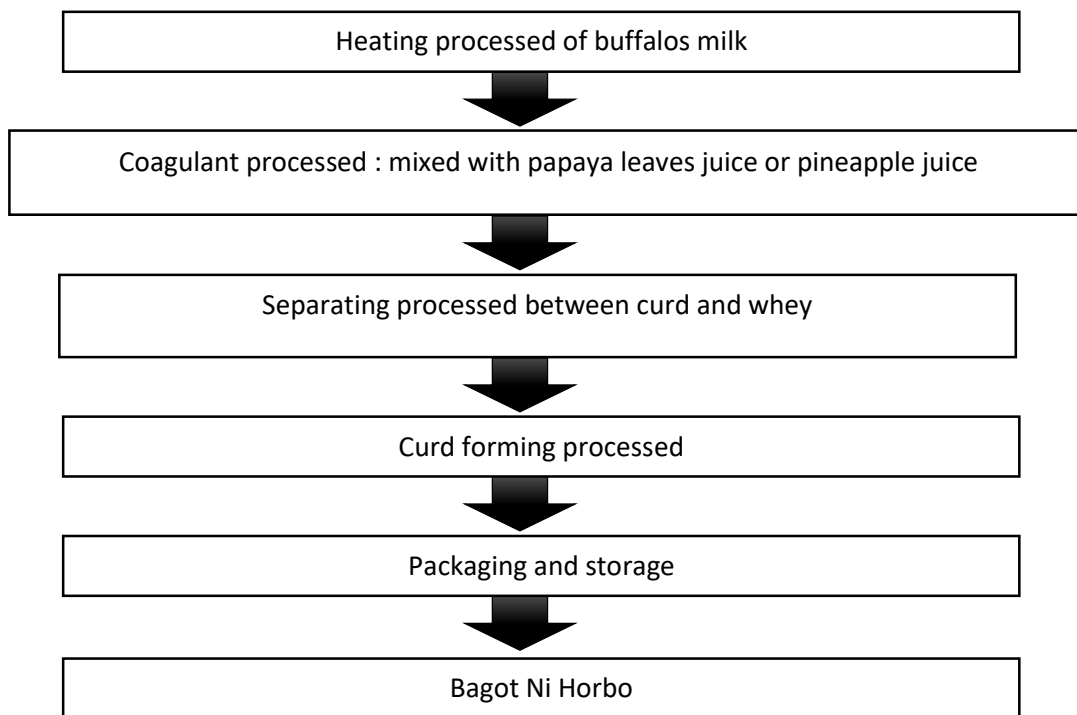 Heating processed of buffalos milk
Coagulant processed : mixed with papaya leaves juice or pineapple juice
Separating processed between curd and whey
Curd forming processed
Packaging and storage
Bagot Ni Horbo